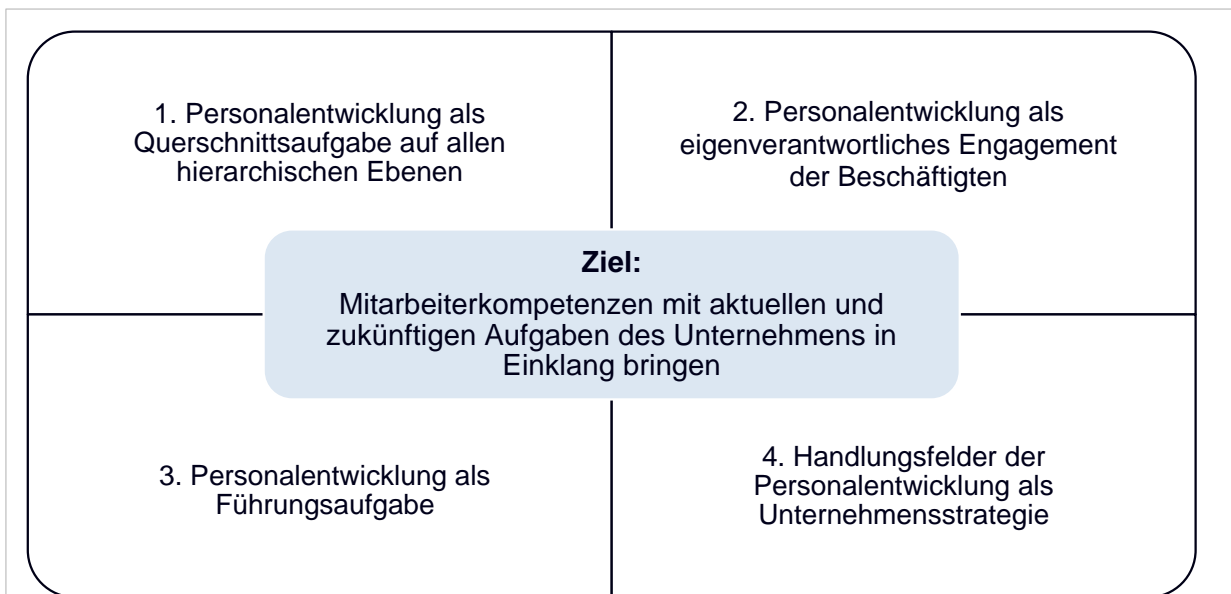 1. Personalentwicklung als
Querschnittsaufgabe auf allen
hierarchischen Ebenen
2. Personalentwicklung als
eigenverantwortliches Engagement
der Beschäftigten
Ziel:
Mitarbeiterkompetenzen mit aktuellen und
zukünftigen Aufgaben des Unternehmens in
Einklang bringen
3. Personalentwicklung als
Führungsaufgabe
4. Handlungsfelder der
Personalentwicklung als
Unternehmensstrategie